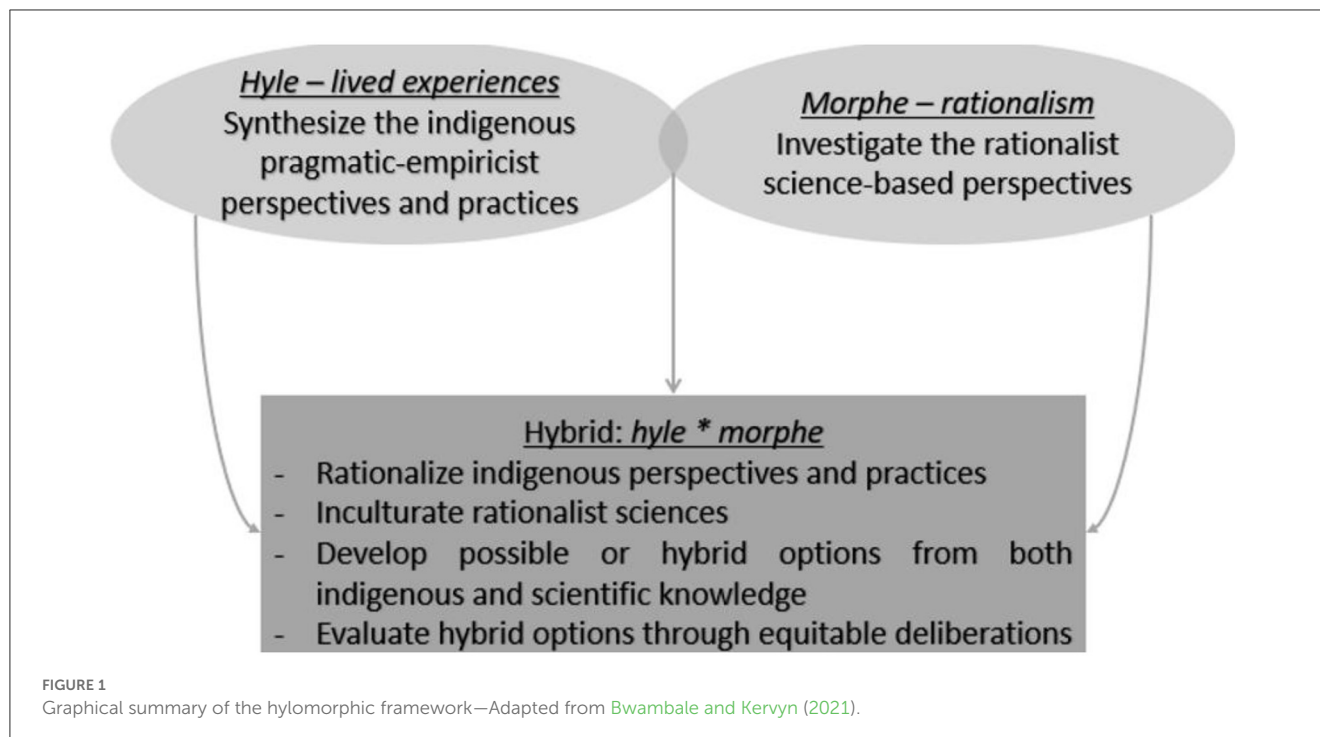 Hyle – lived experiences
Synthesize the indigenous
pragmatic-empiricist
perspectives and practices
Morphe – rationalism
Investigate the rationalist
science-based perspectives
Hybrid: hyle * morphe
- Rationalize indigenous perspectives and practices
- Inculturate rationalist sciences
- Develop possible or hybrid options from both
indigenous and scientific knowledge
- Evaluate hybrid options through equitable deliberations
FIGURE 1
Graphical summary of the hylomorphic framework—Adapted from Bwambale and Kervyn (2021).